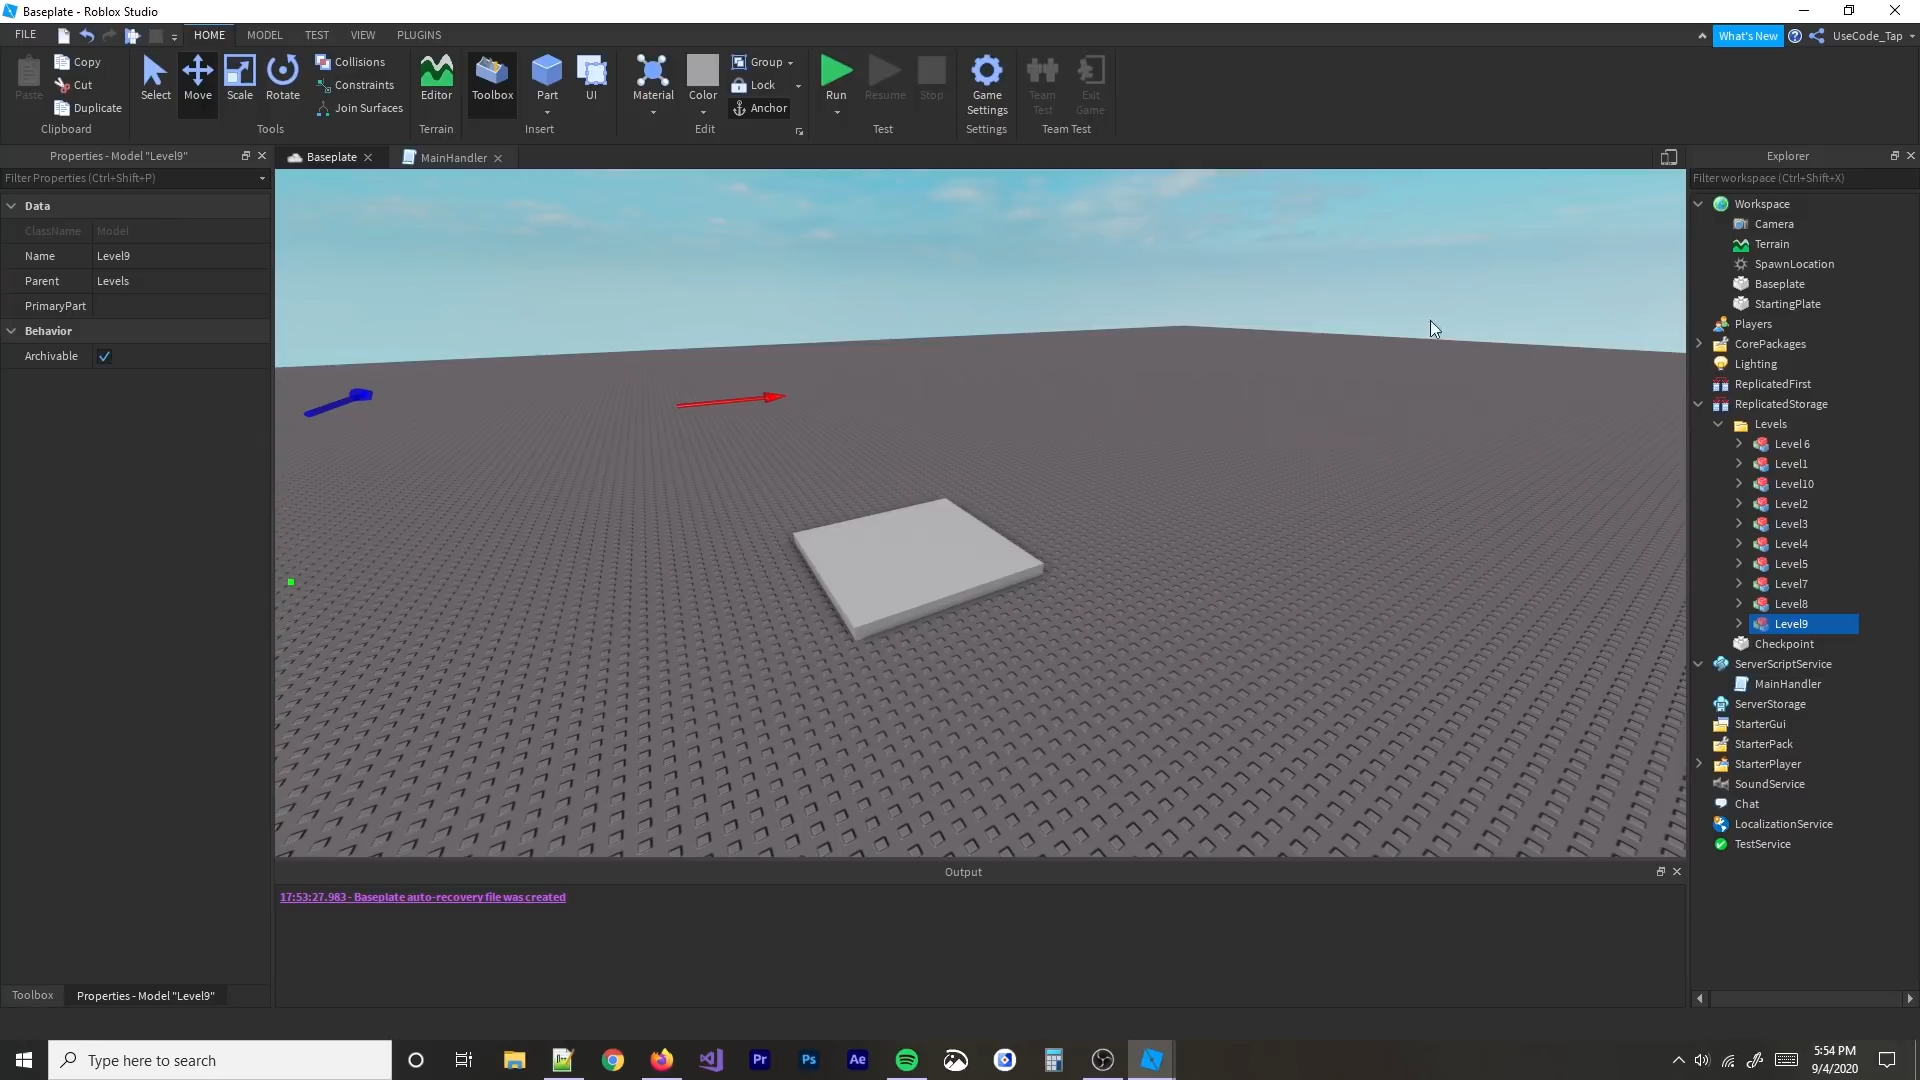 Baseplate - Roblox Studio
FILE
HOME
MODEL
TEST
VIEW
PLUGINS
What's New
UseCode_Tap
Paste
Copy
Cut
Duplicate
Clipboard
Select
Move
Scale
Rotate
Collisions
Constraints
Join Surfaces
Tools
Editor
Terrain
Toolbox
Part
UI
Insert
Material
Color
Group
Lock
Anchor
Edit
Run
Resume
Stop
Test
Game
Settings
Settings
Team
Test
Exit
Game
Team Test
Properties - Model "Level9"
Filter Properties (Ctrl+Shift+P)
Data
ClassName Model
Name Level9
Parent Levels
PrimaryPart
Behavior
Archivable
Toolbox
Properties - Model "Level9"
Baseplate
MainHandler
Output
17:53:27.983 - Baseplate auto-recovery file was created
Explorer
Filter workspace (Ctrl+Shift+X)
Workspace
Camera
Terrain
SpawnLocation
Baseplate
StartingPlate
Players
CorePackages
Lighting
ReplicatedFirst
ReplicatedStorage
Levels
Level 6
Level1
Level10
Level2
Level3
Level4
Level5
Level7
Level8
Level9
Checkpoint
ServerScriptService
MainHandler
ServerStorage
StarterGui
StarterPack
StarterPlayer
SoundService
Chat
LocalizationService
TestService
Type here to search
Pr
Ps
Ae
5:54 PM
9/4/2020